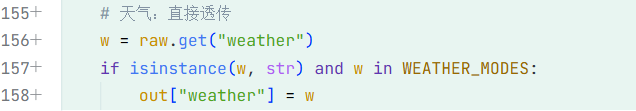 155+ # 天气：直接透传
156+ w = raw.get("weather")
157+ if isinstance(w, str) and w in WEATHER_MODES:
158+ out["weather"] = w